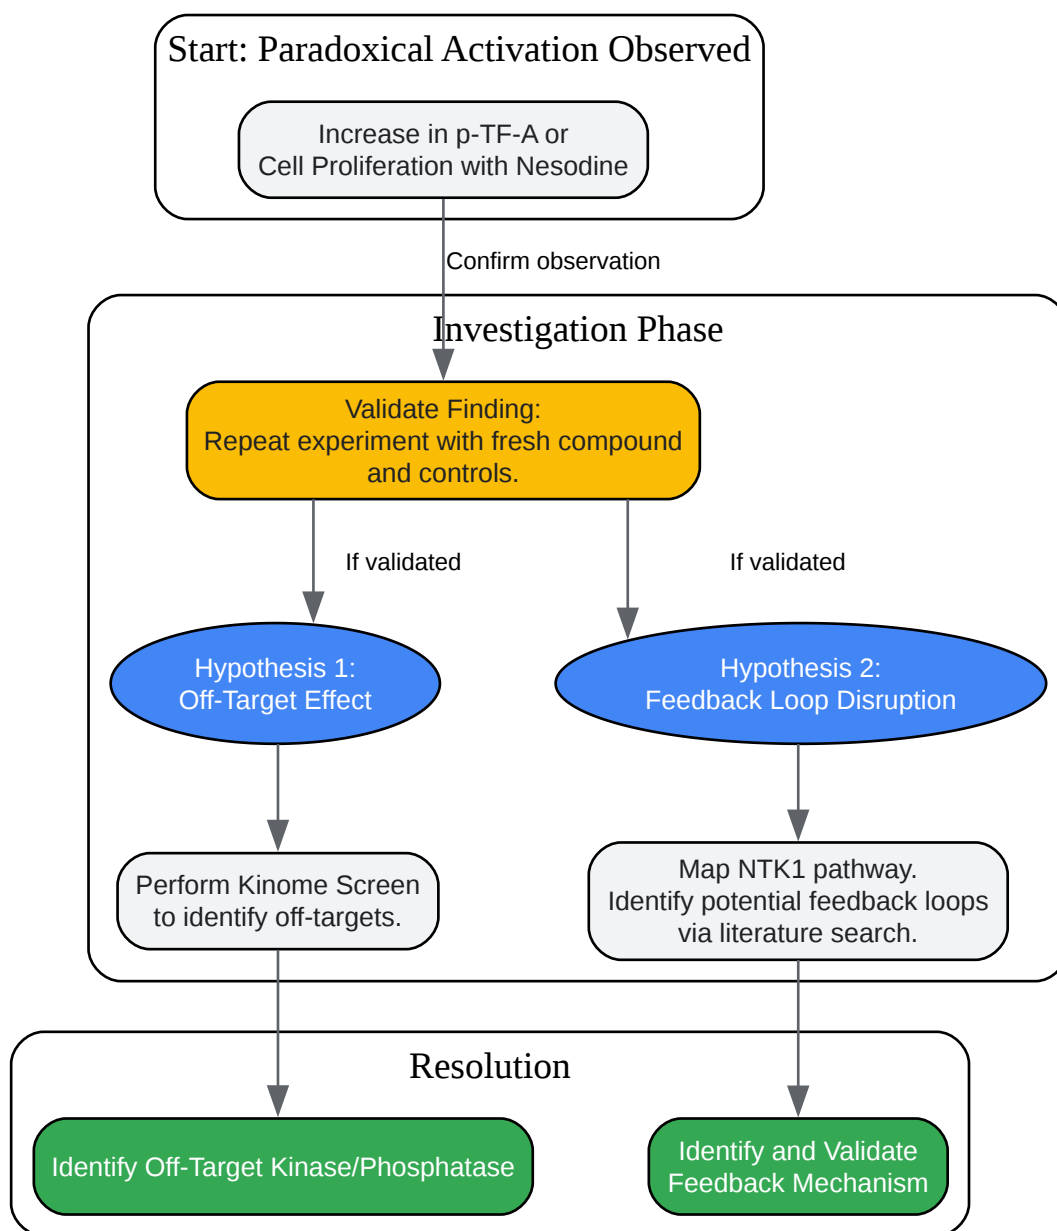 Start: Paradoxical Activation Observed
Increase in p-TF-A or
Cell Proliferation with Nesodine
Confirm observation
Investigation Phase
Validate Finding:
Repeat experiment with fresh compound
and controls.
If validated
If validated
Hypothesis 1:
Off-Target Effect
Hypothesis 2:
Feedback Loop Disruption
Perform Kinome Screen
to identify off-targets.
Map NTK1 pathway.
Identify potential feedback loops
via literature search.
Resolution
Identify Off-Target Kinase/Phosphatase
Identify and Validate
Feedback Mechanism